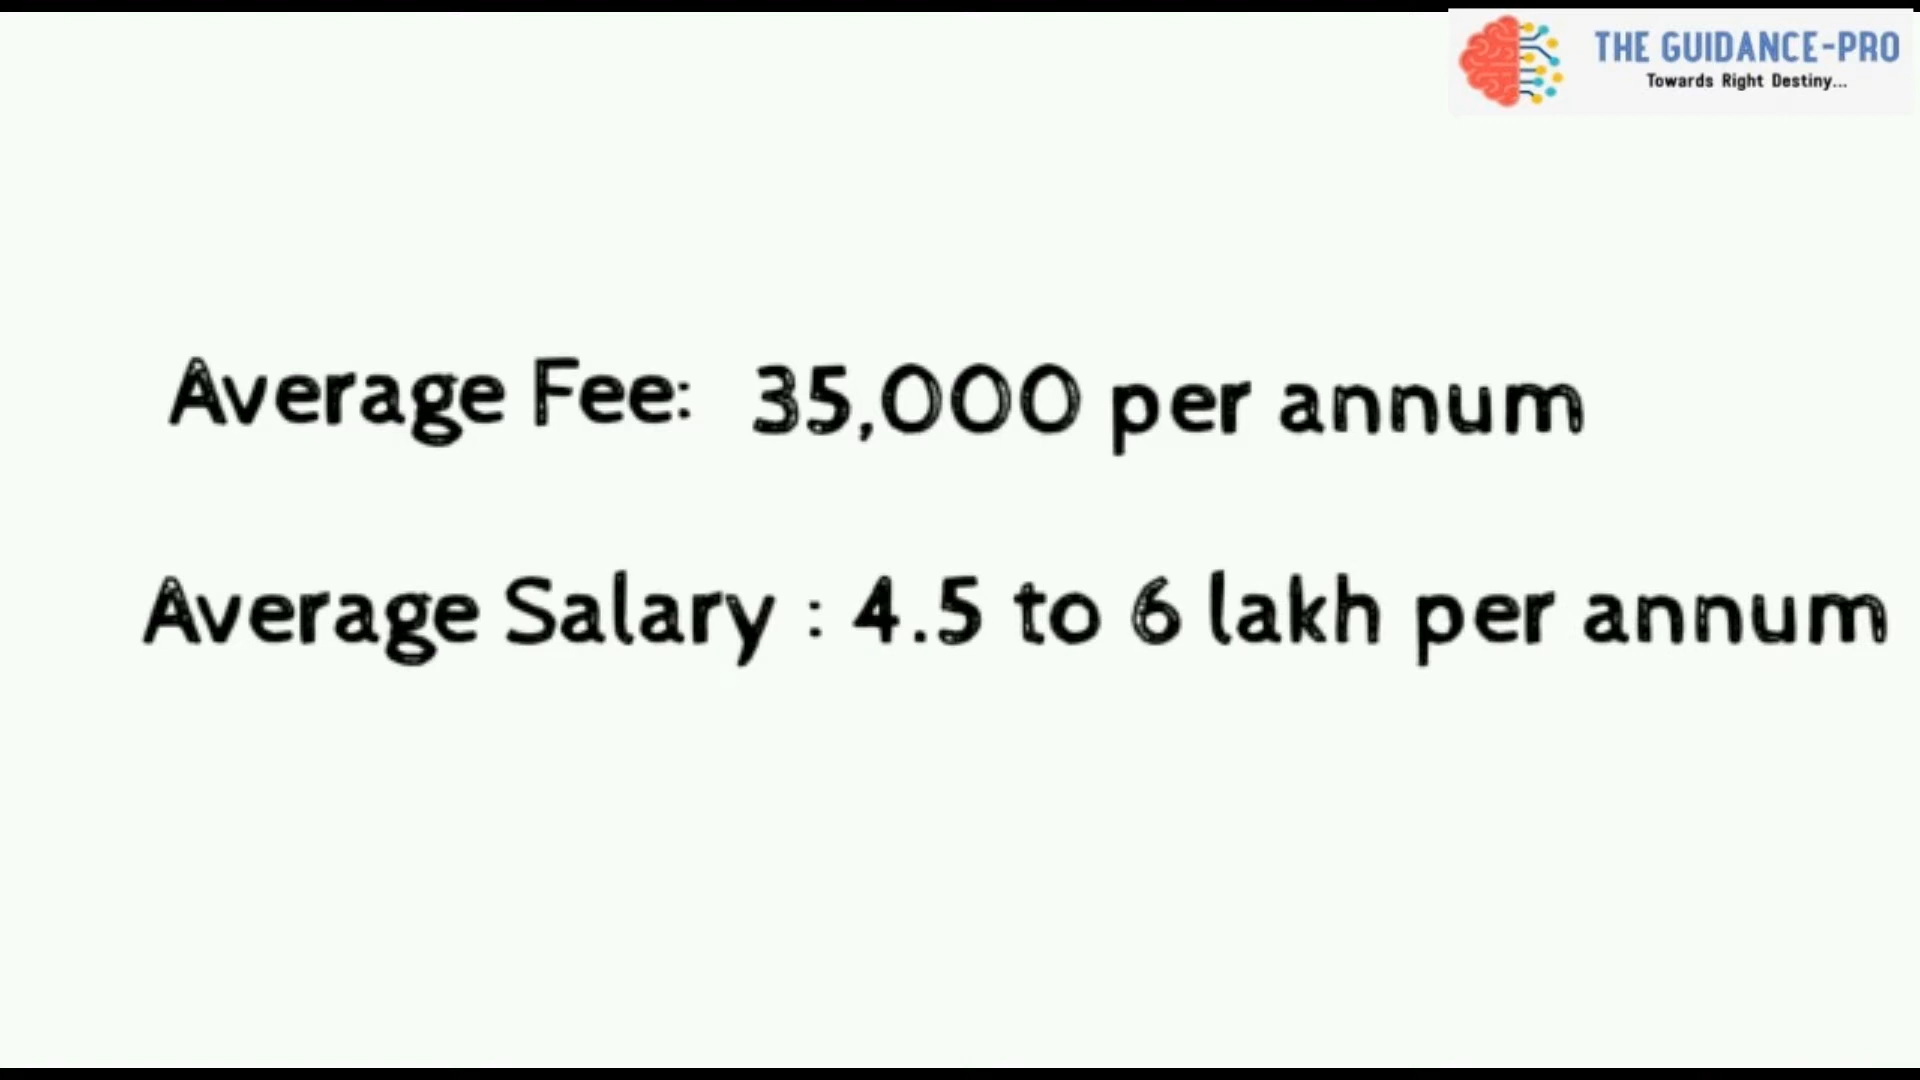 THE GUIDANCE-PRO
Towards Right Destiny...
Average Fee: 35,000 per annum
Average Salary : 4.5 to 6 lakh per annum